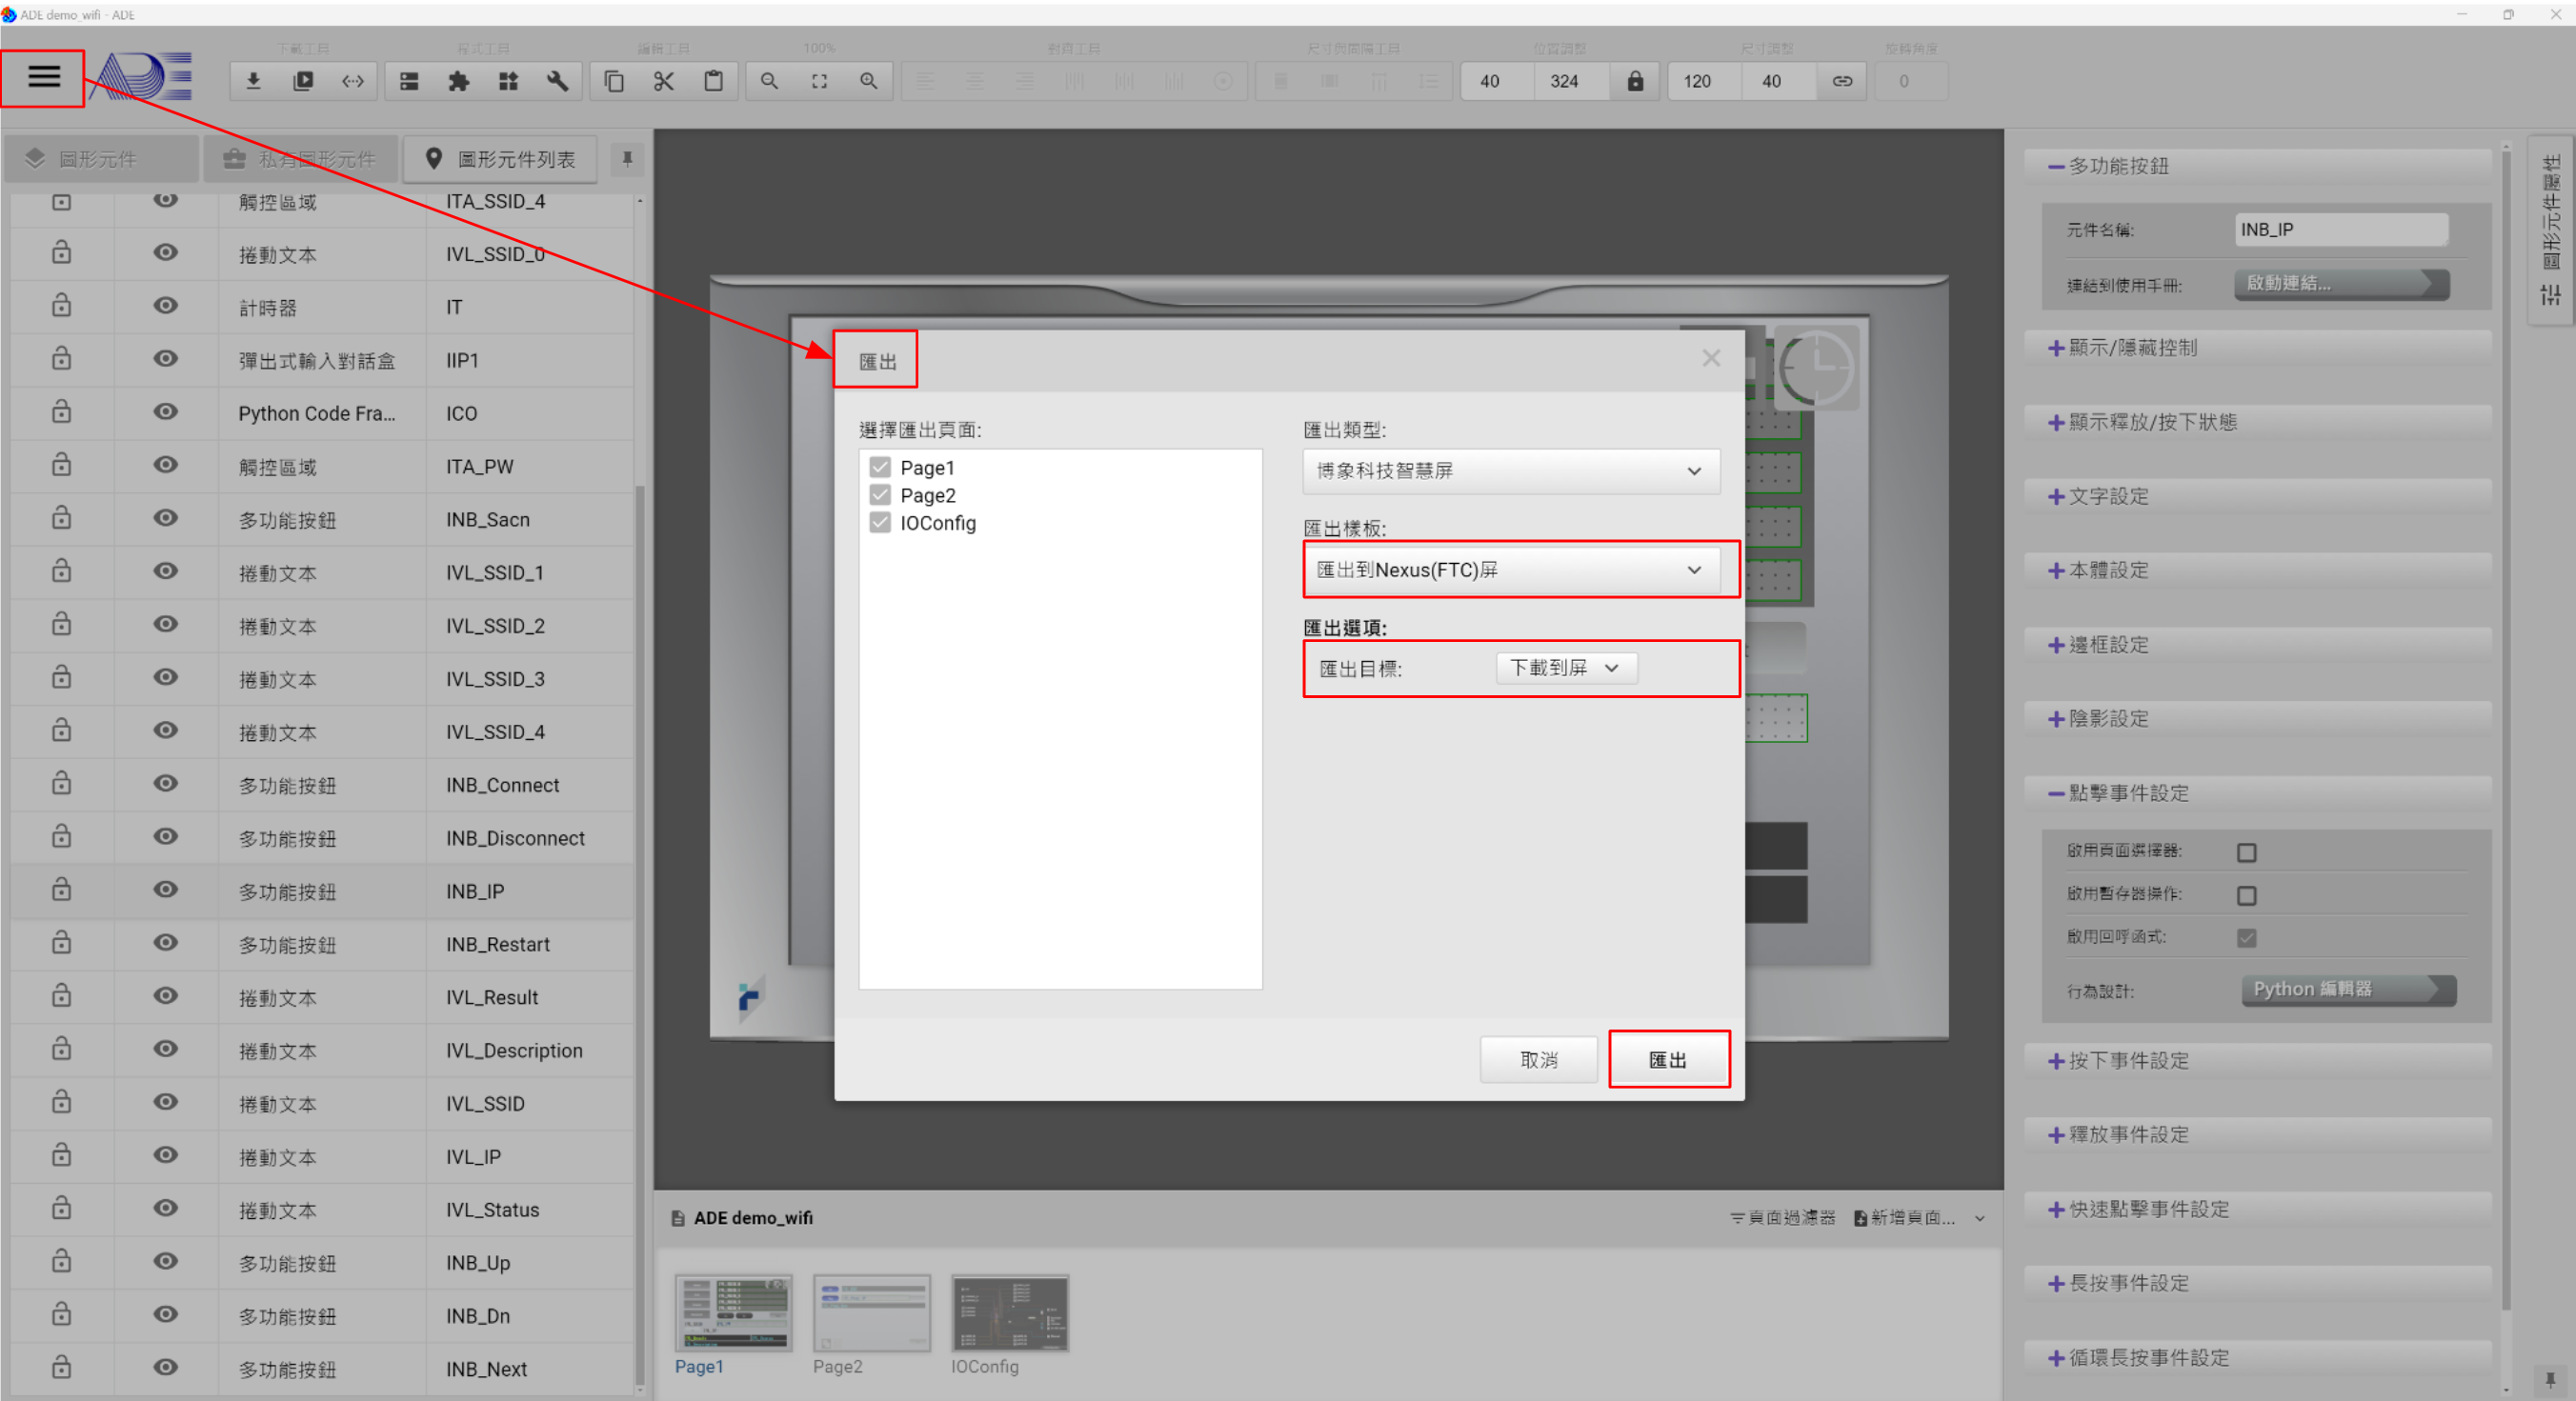 ADE demo_wifi - ADE
下載工具
程式工具
編輯工具
100%
對頁工具
尺寸與間隔工具
位置調整
尺寸調整
旋轉角度
ADE
40
324
120
40
0
圖形元件
私有圖形元件
圖形元件列表
觸控區域 ITA_SSID_4
捲動文本 IVL_SSID_0
計時器 IT
彈出式輸入對話盒 IIP1
Python Code Fra... ICO
觸控區域 ITA_PW
多功能按鈕 INB_Sacn
捲動文本 IVL_SSID_1
捲動文本 IVL_SSID_2
捲動文本 IVL_SSID_3
捲動文本 IVL_SSID_4
多功能按鈕 INB_Connect
多功能按鈕 INB_Disconnect
多功能按鈕 INB_IP
多功能按鈕 INB_Restart
捲動文本 IVL_Result
捲動文本 IVL_Description
捲動文本 IVL_SSID
捲動文本 IVL_IP
捲動文本 IVL_Status
多功能按鈕 INB_Up
多功能按鈕 INB_Dn
多功能按鈕 INB_Next
匯出
選擇匯出頁面:
Page1
Page2
IOConfig
匯出類型:
博象科技智慧屏
匯出樣板:
匯出到Nexus(FTC)屏
匯出選項:
匯出目標: 下載到屏
取消
匯出
ADE demo_wifi
頁面過濾器
新增頁面...
Page1
Page2
IOConfig
多功能按鈕
元件名稱: INB_IP
連結到使用手冊: 啟動連結...
顯示/隱藏控制
顯示釋放/按下狀態
文字設定
本體設定
邊框設定
陰影設定
點擊事件設定
啟用頁面選擇器:
啟用暫存器操作:
啟用回呼函式:
行為設計: Python 編輯器
按下事件設定
釋放事件設定
快速點擊事件設定
長按事件設定
循環長按事件設定
圖形元件屬性